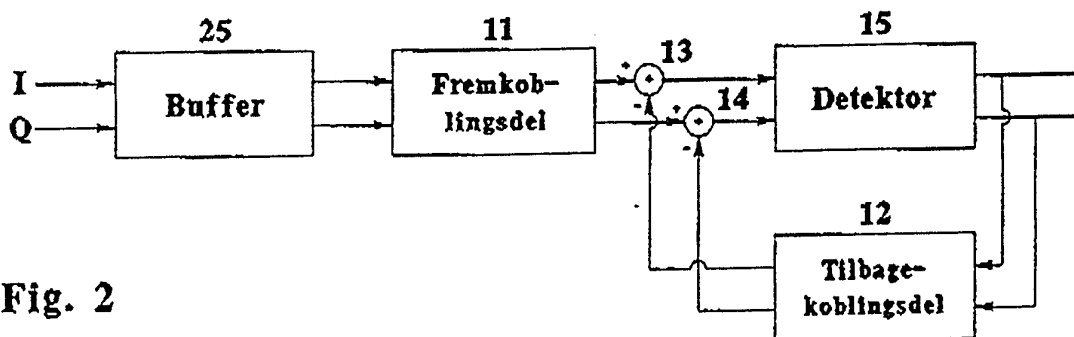 25
11
13
15
I
Q
Buffer
Fremkob-
lingsdel
+
-
+
-
14
Detektor
12
Tilbage-
koblingsdel
Fig. 2